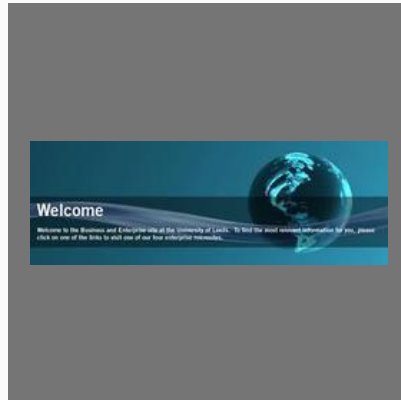 Welcome
Welcome to the Business and Enterprise site at the University of Leeds. To find the most relevant information for you, please
click on one of the links to visit one of our four enterprise microsites.